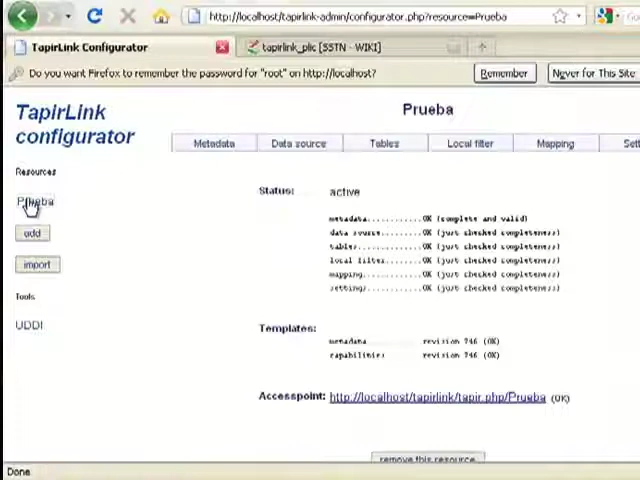 http://localhost/tapirlink-admin/configurator.php?resource=Prueba
TapirLink Configurator
tapirlink_plic [SSTN - WIKI]
Do you want Firefox to remember the password for "root" on http://localhost?
Remember
Never for This Site
TapirLink
configurator
Prueba
Metadata
Data source
Tables
Local filter
Mapping
Sett
Resources
Prueba
add
import
Tools
UDDI
Status:
active
metadata...........OK (complete and valid)
data source........OK (just checked completeness)
tables.............OK (just checked completeness)
local filter.......OK (just checked completeness)
mapping............OK (just checked completeness)
settings...........OK (just checked completeness)
Templates:
metadata revision 746 (OK)
capabilities revision 746 (OK)
Accesspoint: http://localhost/tapirlink/tapir.php/Prueba (OK)
remove this resource
Done